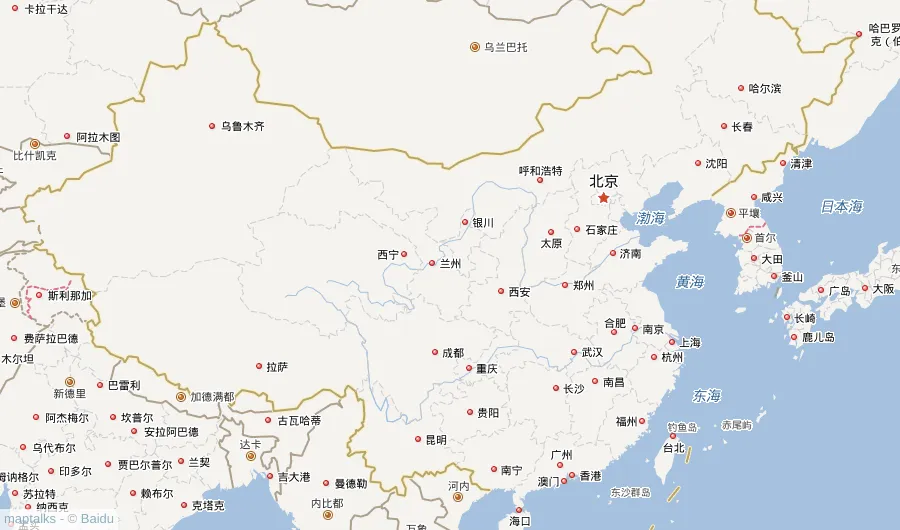 卡拉干达
哈巴罗
克（伯
乌兰巴托
哈尔滨
乌鲁木齐
长春
阿拉木图
比什凯克
沈阳
清津
呼和浩特
北京
咸兴
平壤
渤海
日本海
银川
石家庄
太原
首尔
西宁
兰州
济南
大田
釜山
黄海
斯利那加
堡
西安
郑州
广岛
大阪
长崎
合肥
南京
费萨拉巴德
上海
鹿儿岛
木尔坦
成都
武汉
杭州
拉萨
重庆
新德里
巴雷利
加德满都
长沙
南昌
东海
阿杰梅尔
坎普尔
古瓦哈蒂
贵阳
福州
钓鱼岛
赤尾屿
安拉阿巴德
昆明
台北
乌代布尔
达卡
广州
印多尔
贾巴尔普尔
兰契
吉大港
南宁
香港
澳门
海讷格尔
曼德勒
河内
东沙群岛
苏拉特
赖布尔
纳西克
克塔克
内比都
海口
万象
maptalks - © Baidu